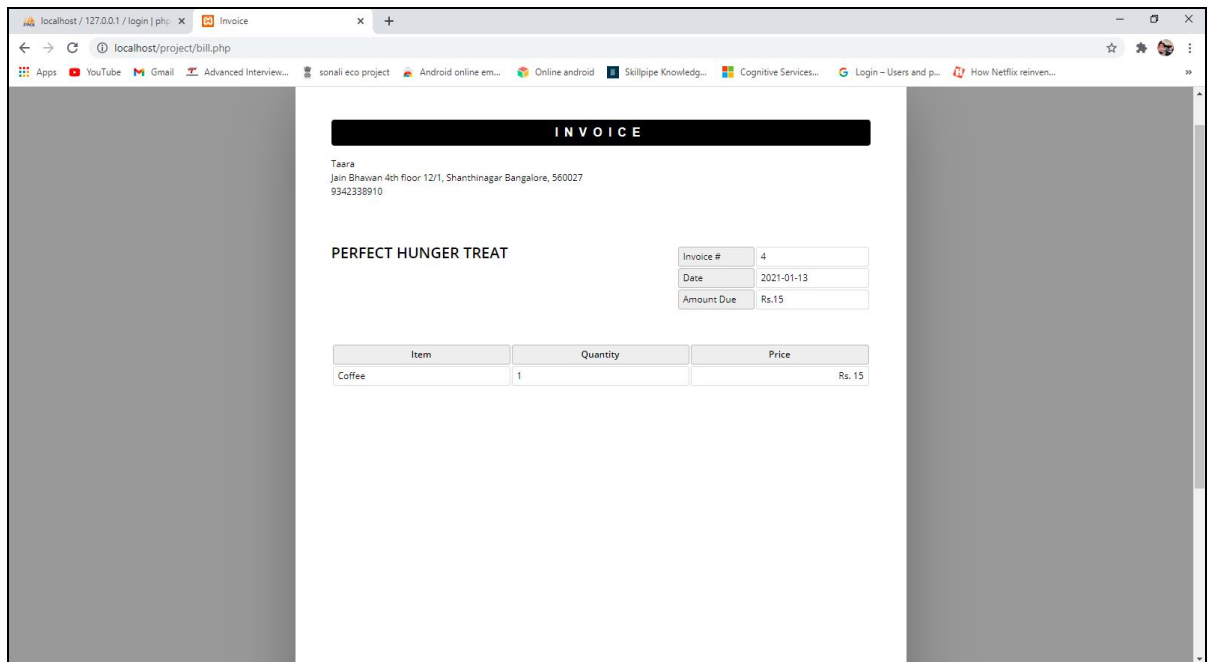 localhost / 127.0.0.1 / login | php
Invoice
localhost/project/bill.php
Apps YouTube Gmail Advanced Interview... sonali eco project Android online em... Online android Skillpipe Knowledg... Cognitive Services... Login – Users and p... How Netflix reinven...
INVOICE
Taara
Jain Bhawan 4th floor 12/1, Shanthinagar Bangalore, 560027
9342338910
PERFECT HUNGER TREAT
Invoice # 4
Date 2021-01-13
Amount Due Rs.15
Item Quantity Price
Coffee 1 Rs. 15